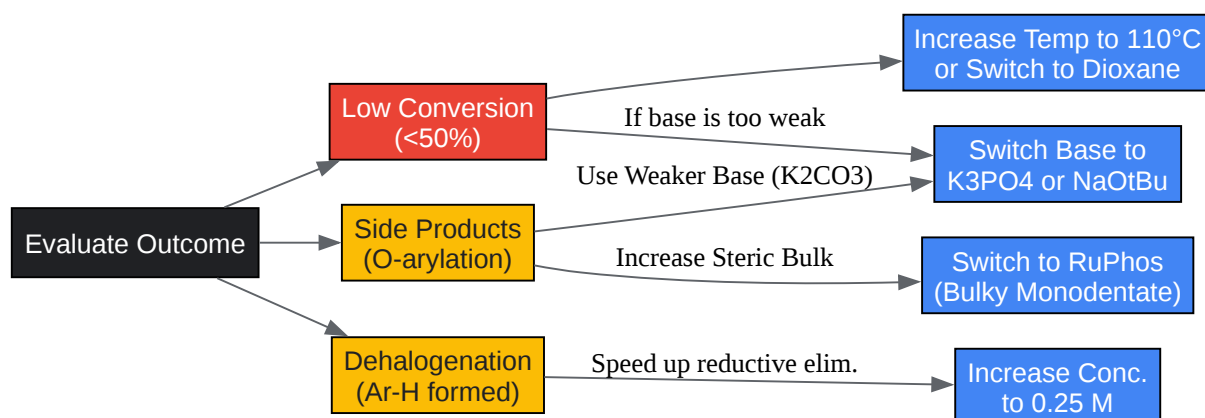 Evaluate Outcome
Low Conversion
(<50%)
Side Products
(O-arylation)
Dehalogenation
(Ar-H formed)
If base is too weak
Use Weaker Base (K2CO3)
Increase Steric Bulk
Speed up reductive elim.
Increase Temp to 110°C
or Switch to Dioxane
Switch Base to
K3PO4 or NaOtBu
Switch to RuPhos
(Bulky Monodentate)
Increase Conc.
to 0.25 M